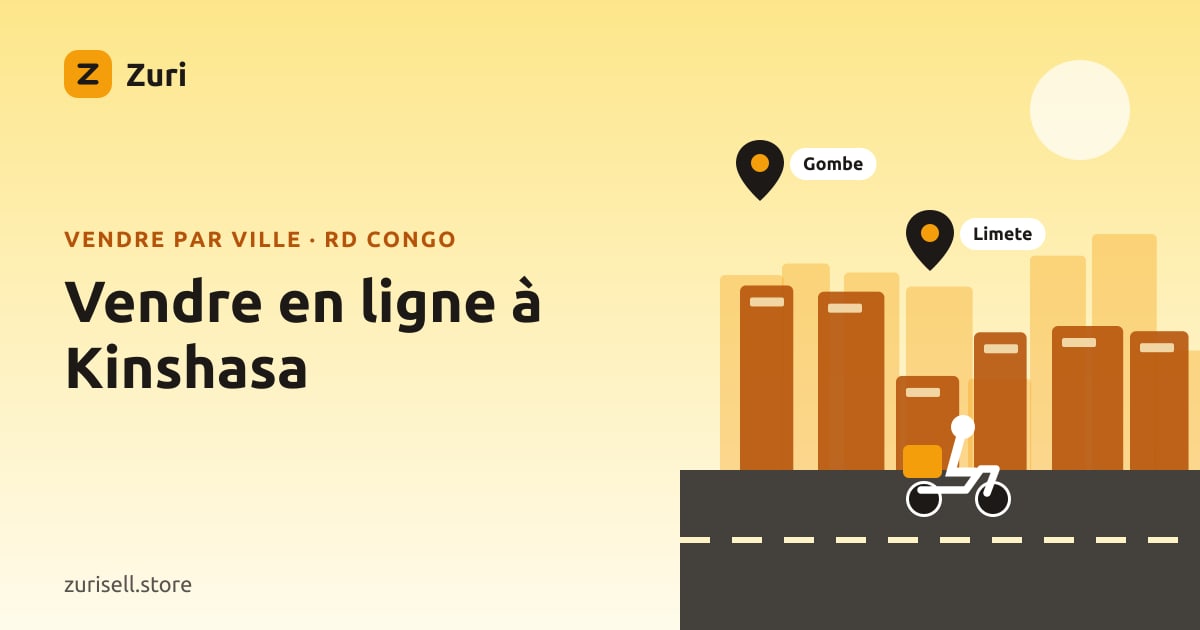 Z Zuri
VENDRE PAR VILLE · RD CONGO
Vendre en ligne à
Kinshasa
Gombe
Limete
zurisell.store